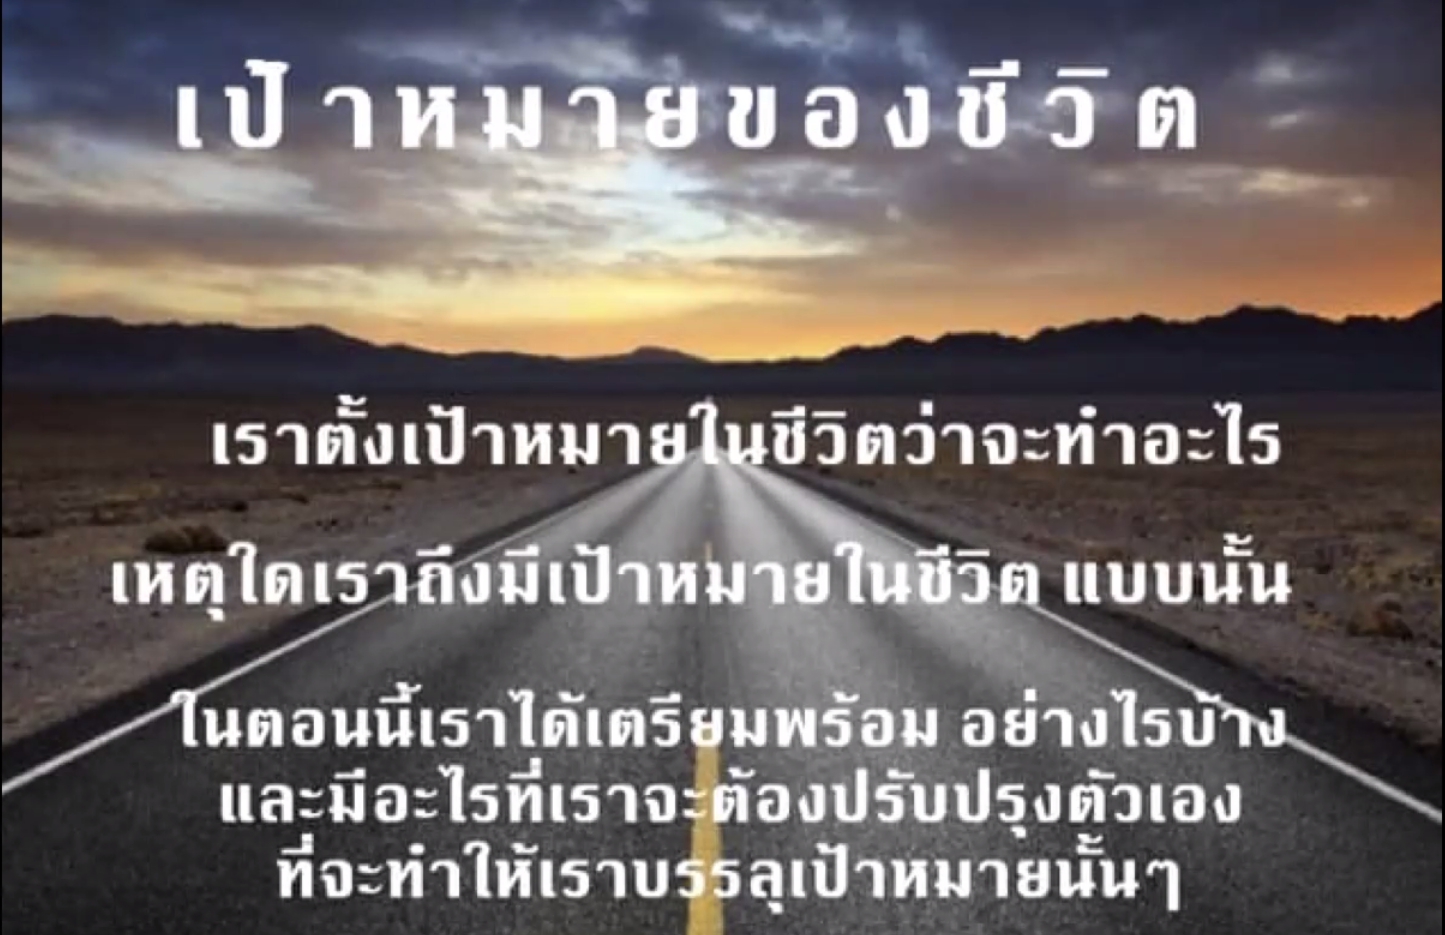 เป้าหมายของชีวิต
เราตั้งเป้าหมายในชีวิตว่าจะทำอะไร
เหตุใดเราถึงมีเป้าหมายในชีวิต แบบนั้น
ในตอนนี้เราได้เตรียมพร้อม อย่างไรบ้าง
และมีอะไรที่เราจะต้องปรับปรุงตัวเอง
ที่จะทำให้เราบรรลุเป้าหมายนั้นๆ